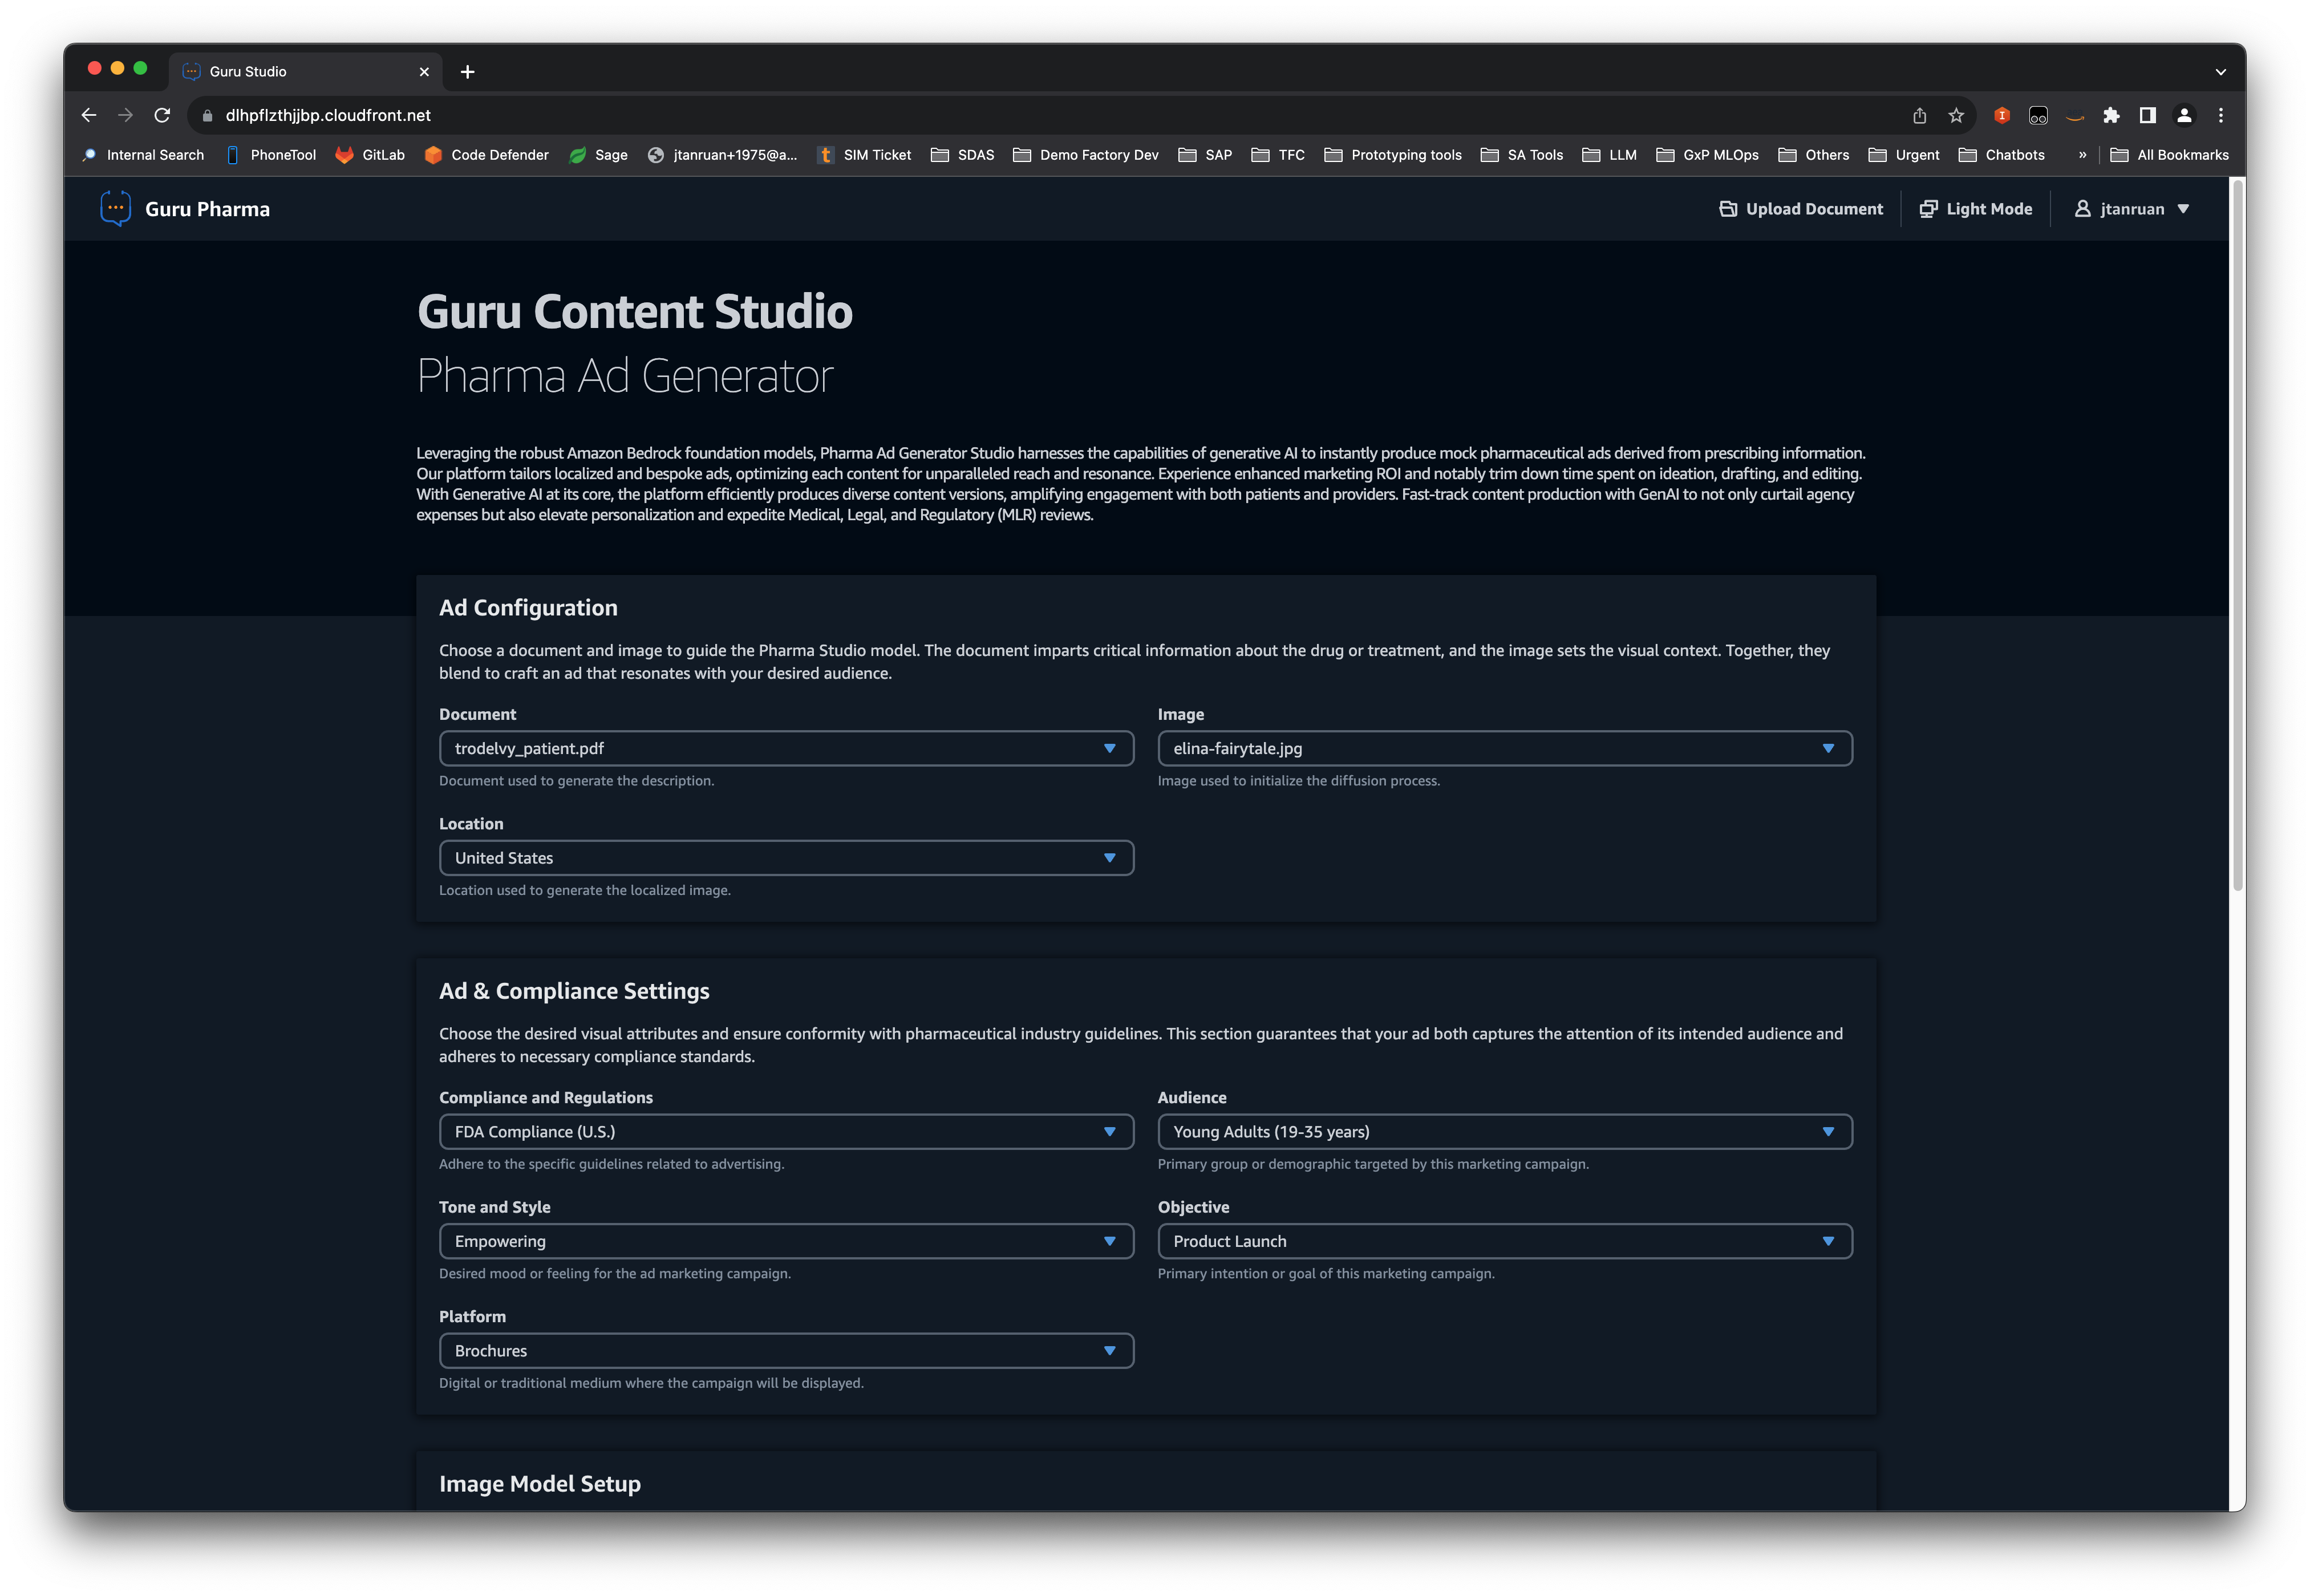 Guru Studio
dlhpflzthjjbp.cloudfront.net
Internal Search PhoneTool GitLab Code Defender Sage jtanruan+1975@a... SIM Ticket SDAS Demo Factory Dev SAP TFC Prototyping tools SA Tools LLM GxP MLOps Others Urgent Chatbots » All Bookmarks
Guru Pharma Upload Document Light Mode jtanruan
Guru Content Studio
Pharma Ad Generator
Leveraging the robust Amazon Bedrock foundation models, Pharma Ad Generator Studio harnesses the capabilities of generative AI to instantly produce mock pharmaceutical ads derived from prescribing information.
Our platform tailors localized and bespoke ads, optimizing each content for unparalleled reach and resonance. Experience enhanced marketing ROI and notably trim down time spent on ideation, drafting, and editing.
With Generative AI at its core, the platform efficiently produces diverse content versions, amplifying engagement with both patients and providers. Fast-track content production with GenAI to not only curtail agency
expenses but also elevate personalization and expedite Medical, Legal, and Regulatory (MLR) reviews.
Ad Configuration
Choose a document and image to guide the Pharma Studio model. The document imparts critical information about the drug or treatment, and the image sets the visual context. Together, they
blend to craft an ad that resonates with your desired audience.
Document
trodelvy_patient.pdf
Document used to generate the description.
Image
elina-fairytale.jpg
Image used to initialize the diffusion process.
Location
United States
Location used to generate the localized image.
Ad & Compliance Settings
Choose the desired visual attributes and ensure conformity with pharmaceutical industry guidelines. This section guarantees that your ad both captures the attention of its intended audience and
adheres to necessary compliance standards.
Compliance and Regulations
FDA Compliance (U.S.)
Adhere to the specific guidelines related to advertising.
Audience
Young Adults (19-35 years)
Primary group or demographic targeted by this marketing campaign.
Tone and Style
Empowering
Desired mood or feeling for the ad marketing campaign.
Objective
Product Launch
Primary intention or goal of this marketing campaign.
Platform
Brochures
Digital or traditional medium where the campaign will be displayed.
Image Model Setup